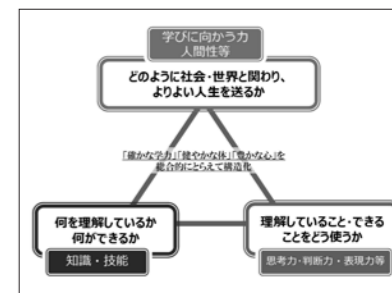 学びに向かう力
人間性等
どのように社会・世界と関わり、
よりよい人生を送るか
「確かな学力」「健やかな体」「豊かな心」を
総合的にとらえて構造化
何を理解しているか
何ができるか
知識・技能
理解していること・できる
ことをどう使うか
思考力・判断力・表現力等